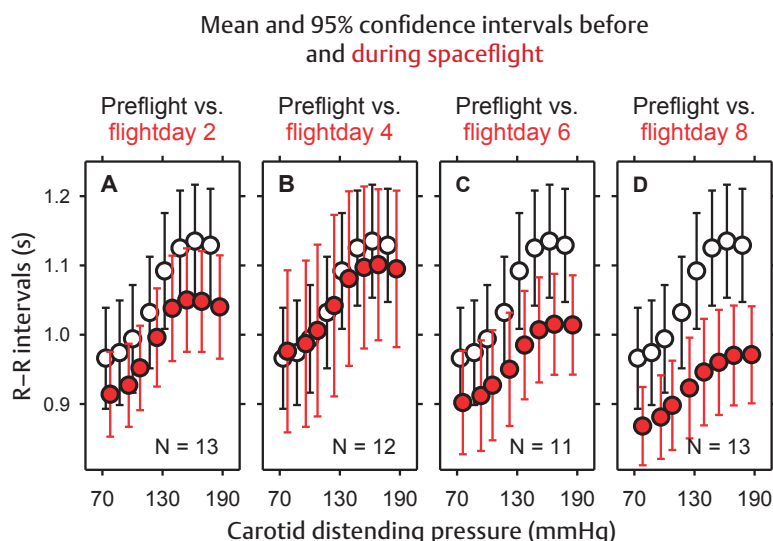 Mean and 95% confidence intervals before
and during spaceflight
Preflight vs. Preflight vs. Preflight vs. Preflight vs.
flightday 2 flightday 4 flightday 6 flightday 8
A B C D
1.2
1.1
1.0
0.9
R–R intervals (s)
N = 13 N = 12 N = 11 N = 13
70 130 190 70 130 190 70 130 190 70 130 190
Carotid distending pressure (mmHg)